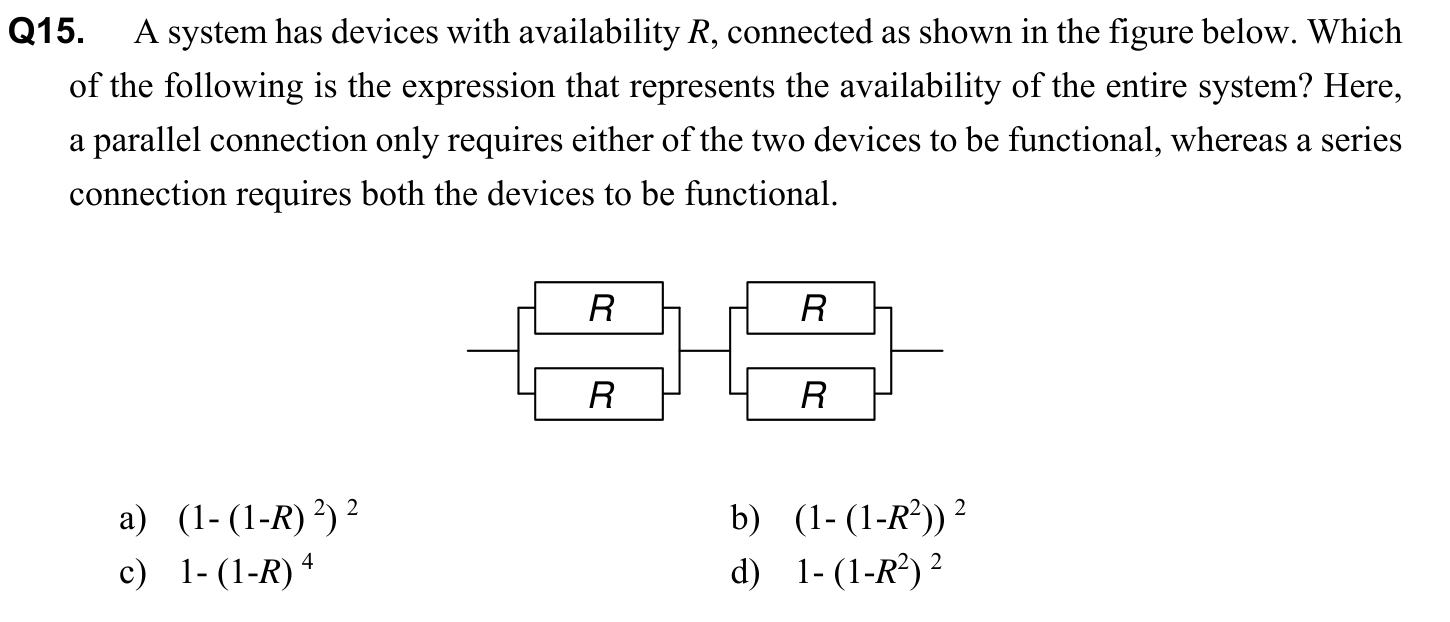 Q15. A system has devices with availability R, connected as shown in the figure below. Which
of the following is the expression that represents the availability of the entire system? Here,
a parallel connection only requires either of the two devices to be functional, whereas a series
connection requires both the devices to be functional.
R R
R R
a) (1- (1-R) ²) ² b) (1- (1-R²)) ²
c) 1- (1-R) ⁴ d) 1- (1-R²) ²